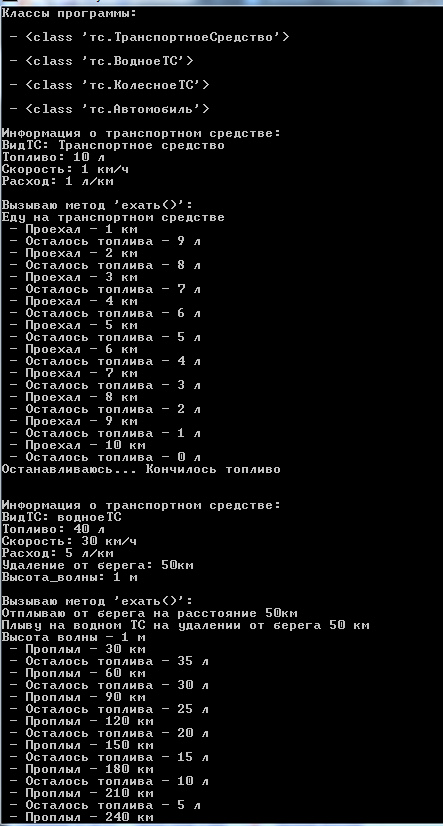 Классы программы:
- <class 'тс.ТранспортноеСредство'>
- <class 'тс.ВодноеТС'>
- <class 'тс.КолесноеТС'>
- <class 'тс.Автомобиль'>
Информация о транспортном средстве:
ВидТС: Транспортное средство
Топливо: 10 л
Скорость: 1 км/ч
Расход: 1 л/км
Вызываю метод 'ехать()':
Еду на транспортном средстве
- Проехал - 1 км
- Осталось топлива - 9 л
- Проехал - 2 км
- Осталось топлива - 8 л
- Проехал - 3 км
- Осталось топлива - 7 л
- Проехал - 4 км
- Осталось топлива - 6 л
- Проехал - 5 км
- Осталось топлива - 5 л
- Проехал - 6 км
- Осталось топлива - 4 л
- Проехал - 7 км
- Осталось топлива - 3 л
- Проехал - 8 км
- Осталось топлива - 2 л
- Проехал - 9 км
- Осталось топлива - 1 л
- Проехал - 10 км
- Осталось топлива - 0 л
Останавливаюсь... Кончилось топливо
Информация о транспортном средстве:
ВидТС: водноеТС
Топливо: 40 л
Скорость: 30 км/ч
Расход: 5 л/км
Удаление от берега: 50км
Высота_волны: 1 м
Вызываю метод 'ехать()':
Отплываю от берега на расстояние 50км
Плыву на водном ТС на удалении от берега 50 км
Высота волны - 1 м
- Проплыл - 30 км
- Осталось топлива - 35 л
- Проплыл - 60 км
- Осталось топлива - 30 л
- Проплыл - 90 км
- Осталось топлива - 25 л
- Проплыл - 120 км
- Осталось топлива - 20 л
- Проплыл - 150 км
- Осталось топлива - 15 л
- Проплыл - 180 км
- Осталось топлива - 10 л
- Проплыл - 210 км
- Осталось топлива - 5 л
- Проплыл - 240 км